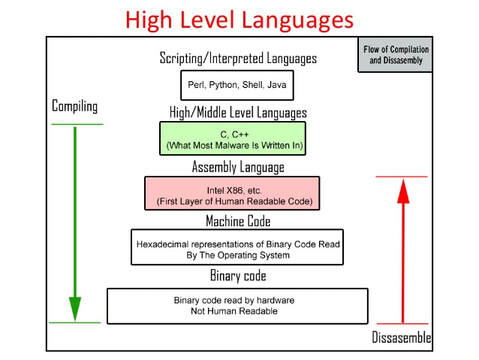 High Level Languages
Flow of Compilation
and Dissasembly
Scripting/Interpreted Languages
Perl, Python, Shell, Java
Compiling
High/Middle Level Languages
C, C++
(What Most Malware Is Written In)
Assembly Language
Intel X86, etc.
(First Layer of Human Readable Code)
Machine Code
Hexadecimal representations of Binary Code Read
By The Operating System
Binary code
Binary code read by hardware
Not Human Readable
Dissasemble